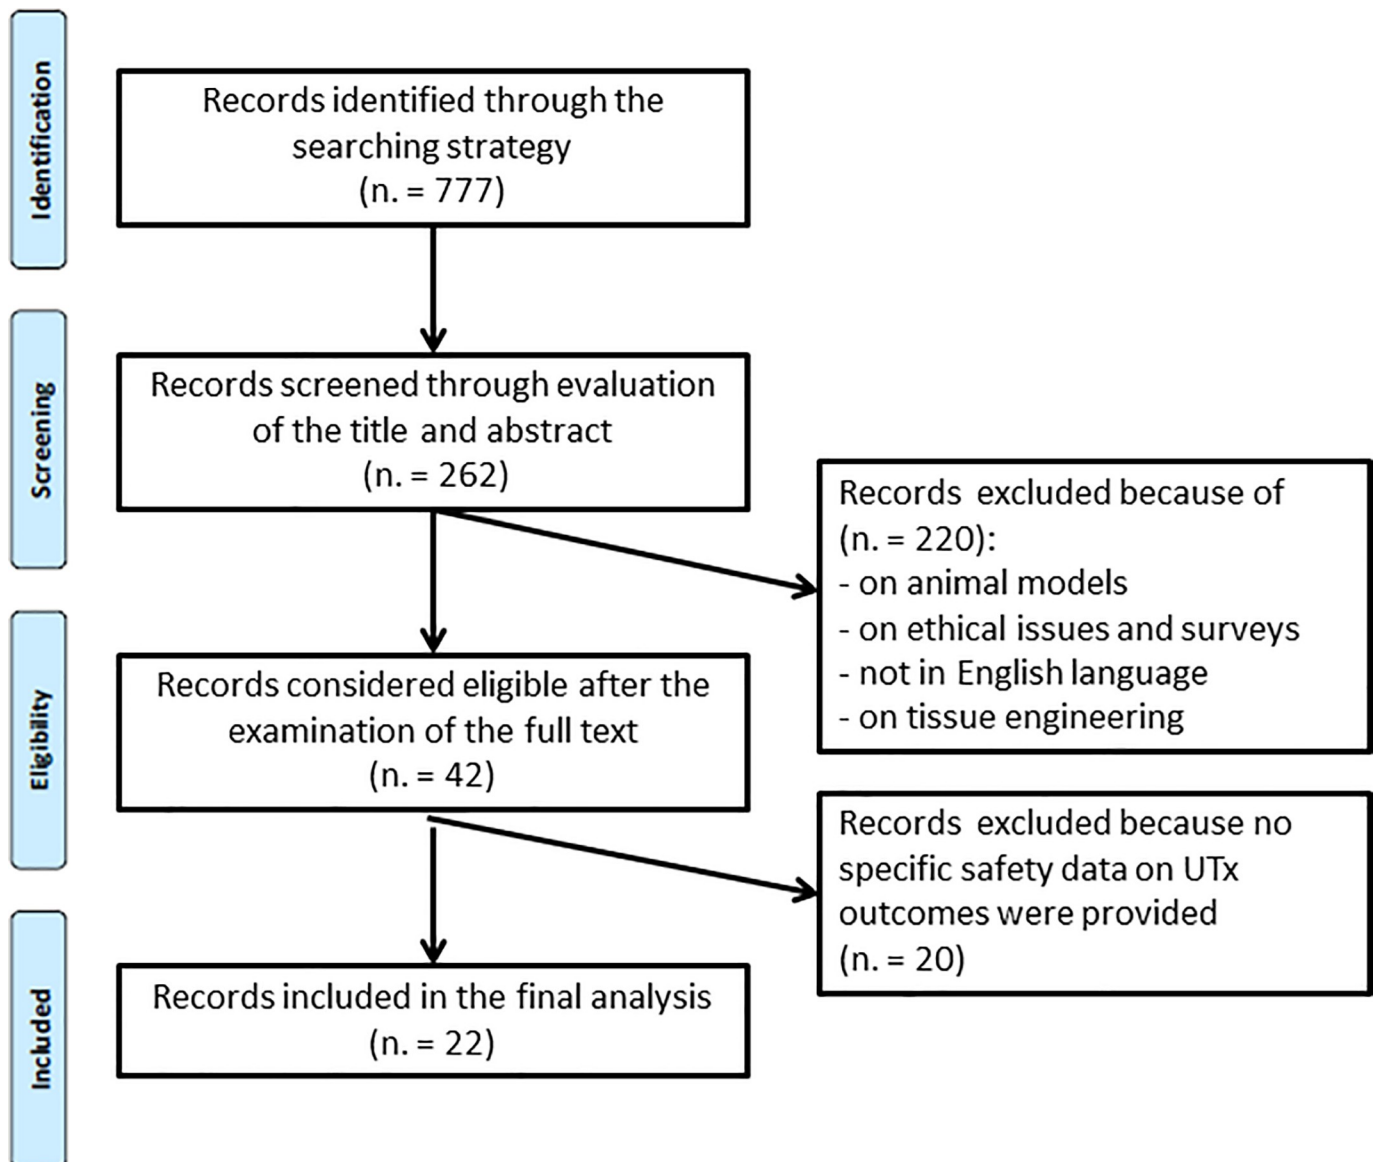 Identification
Records identified through the
searching strategy
(n. = 777)
Screening
Records screened through evaluation
of the title and abstract
(n. = 262)
Records excluded because of
(n. = 220):
- on animal models
- on ethical issues and surveys
- not in English language
- on tissue engineering
Eligibility
Records considered eligible after the
examination of the full text
(n. = 42)
Records excluded because no
specific safety data on UTx
outcomes were provided
(n. = 20)
Included
Records included in the final analysis
(n. = 22)